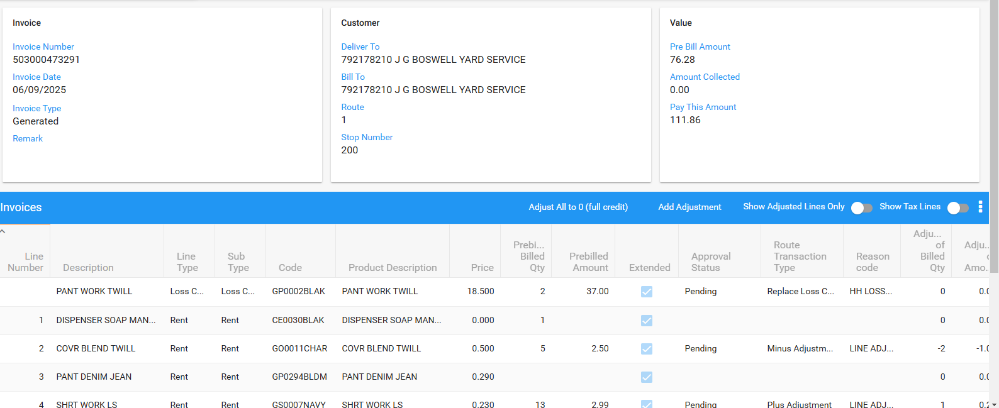 Invoice
Invoice Number
503000473291
Invoice Date
06/09/2025
Invoice Type
Generated
Remark
Customer
Deliver To
792178210 J G BOSWELL YARD SERVICE
Bill To
792178210 J G BOSWELL YARD SERVICE
Route
1
Stop Number
200
Value
Pre Bill Amount
76.28
Amount Collected
0.00
Pay This Amount
111.86
Invoices Adjust All to 0 (full credit) Add Adjustment Show Adjusted Lines Only Show Tax Lines
Line Number Description Line Type Sub Type Code Product Description Price Prebi... Billed Qty Prebilled Amount Extended Approval Status Route Transaction Type Reason code Adju... of Billed Qty Adju... Amo...
PANT WORK TWILL Loss C... Loss C... GP0002BLAK PANT WORK TWILL 18.500 2 37.00 Pending Replace Loss C... HH LOSS... 0 0.0
1 DISPENSER SOAP MAN... Rent Rent CE0030BLAK DISPENSER SOAP MAN... 0.000 1 0 0.0
2 COVR BLEND TWILL Rent Rent GO0011CHAR COVR BLEND TWILL 0.500 5 2.50 Pending Minus Adjustm... LINE ADJ... -2 -1.0
3 PANT DENIM JEAN Rent Rent GP0294BLDM PANT DENIM JEAN 0.290 0 0.0
4 SHRT WORK LS Rent Rent GS0007NAVY SHRT WORK LS 0.230 13 2.99 Pending Plus Adjustment LINE ADJ... 1 0.2